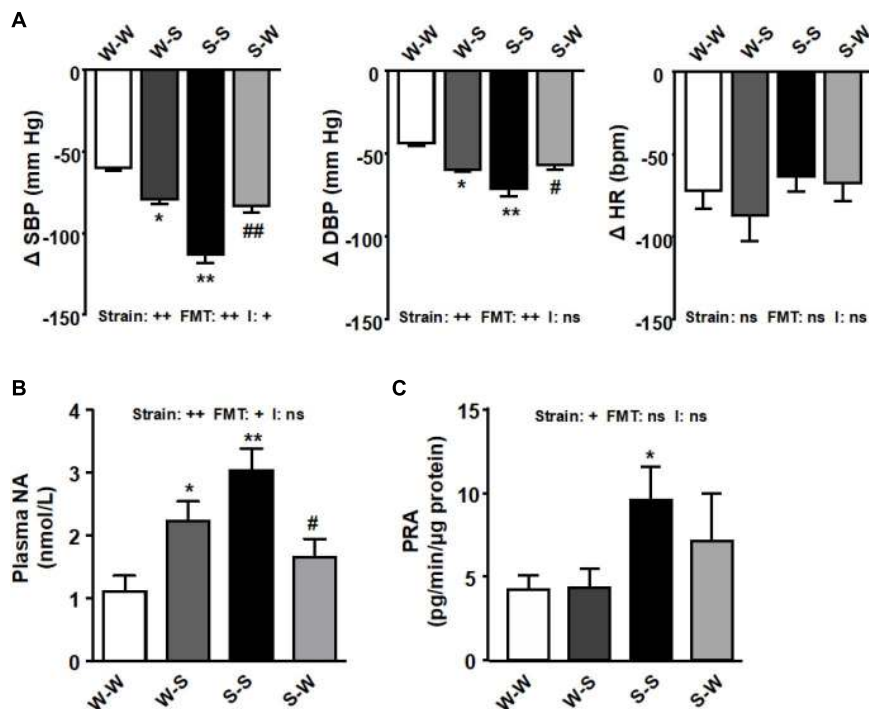 A
W-W W-S S-S S-W
0
-50
-100
-150
Δ SBP (mm Hg)
*
**
##
Strain: ++ FMT: ++ I: +
W-W W-S S-S S-W
0
-50
-100
-150
Δ DBP (mm Hg)
*
**
#
Strain: ++ FMT: ++ I: ns
W-W W-S S-S S-W
0
-50
-100
-150
Δ HR (bpm)
Strain: ns FMT: ns I: ns
B
Strain: ++ FMT: + I: ns
4
3
2
1
0
Plasma NA
(nmol/L)
*
**
#
W-W W-S S-S S-W
C
Strain: + FMT: ns I: ns
15
10
5
0
PRA
(pg/min/µg protein)
*
W-W W-S S-S S-W